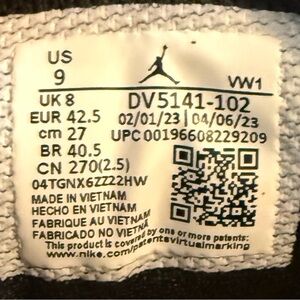 US
9
VW1
UK 8
EUR 42.5
cm 27
BR 40.5
CN 270(2.5)
DV5141-102
02/01/23 04/06/23
UPC 00196608229209
04TGNX6ZZ22HW
MADE IN VIETNAM
HECHO EN VIETNAM
FABRIQUE AU VIETNAM
FABRICADO NO VIETNÃ
This product is covered by one or more patents:
www.nike.com/patentsvirtualmarking